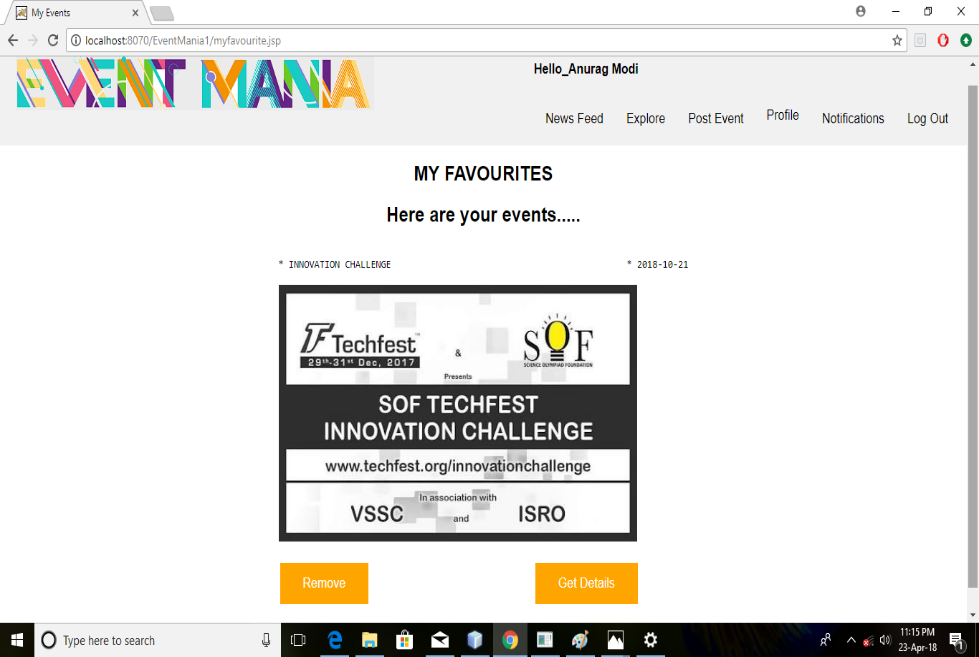 My Events
localhost:8070/EventMania1/myfavourite.jsp
EVENT MANIA
Hello_Anurag Modi
News Feed Explore Post Event Profile Notifications Log Out
MY FAVOURITES
Here are your events.....
* INNOVATION CHALLENGE * 2018-10-21
TF Techfest™
29th-31st Dec, 2017
&
SOF
SCIENCE OLYMPIAD FOUNDATION
Presents
SOF TECHFEST
INNOVATION CHALLENGE
www.techfest.org/innovationchallenge
In association with
VSSC and ISRO
Remove Get Details
Type here to search
11:15 PM
23-Apr-18
1